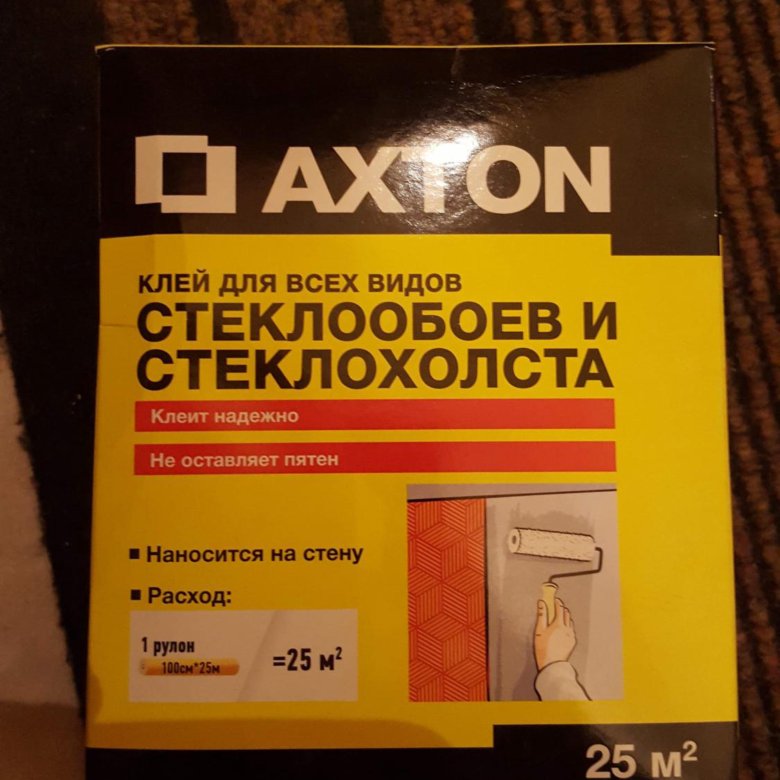 AXTON
КЛЕЙ ДЛЯ ВСЕХ ВИДОВ
СТЕКЛООБОЕВ И
СТЕКЛОХОЛСТА
Клеит надежно
Не оставляет пятен
▪ Наносится на стену
▪ Расход:
1 рулон
100см*25м
=25 м²
25 м²